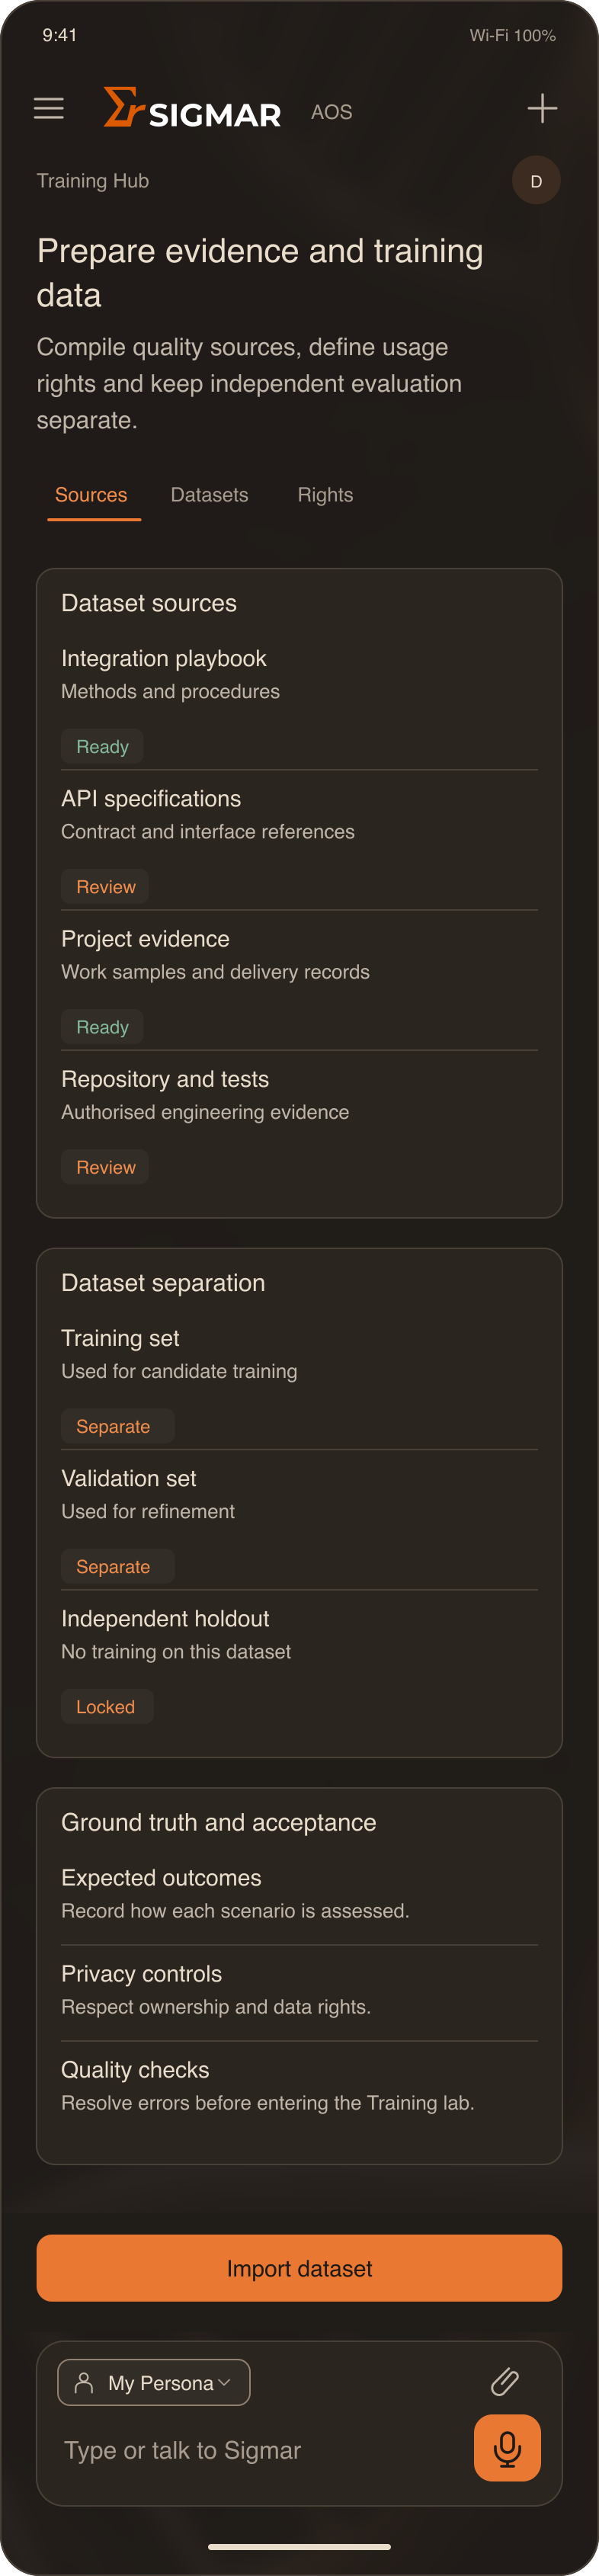 9:41
Wi-Fi 100%
Σr SIGMAR AOS
Training Hub
D
Prepare evidence and training
data
Compile quality sources, define usage
rights and keep independent evaluation
separate.
Sources Datasets Rights
Dataset sources
Integration playbook
Methods and procedures
Ready
API specifications
Contract and interface references
Review
Project evidence
Work samples and delivery records
Ready
Repository and tests
Authorised engineering evidence
Review
Dataset separation
Training set
Used for candidate training
Separate
Validation set
Used for refinement
Separate
Independent holdout
No training on this dataset
Locked
Ground truth and acceptance
Expected outcomes
Record how each scenario is assessed.
Privacy controls
Respect ownership and data rights.
Quality checks
Resolve errors before entering the Training lab.
Import dataset
My Persona
Type or talk to Sigmar